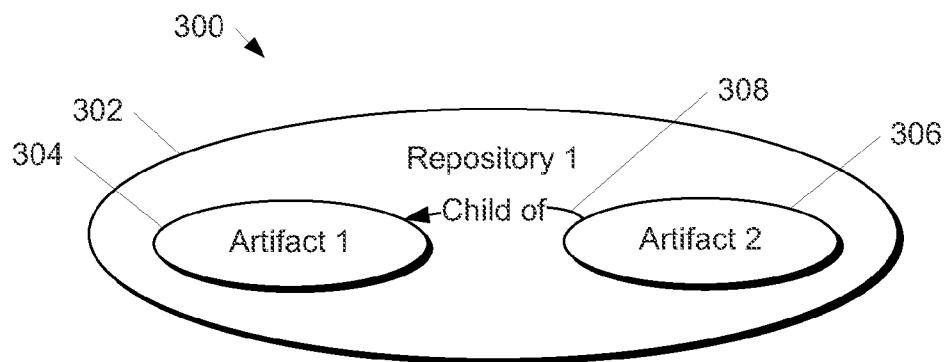 300
302
308
304
306
Repository 1
Child of
Artifact 1
Artifact 2